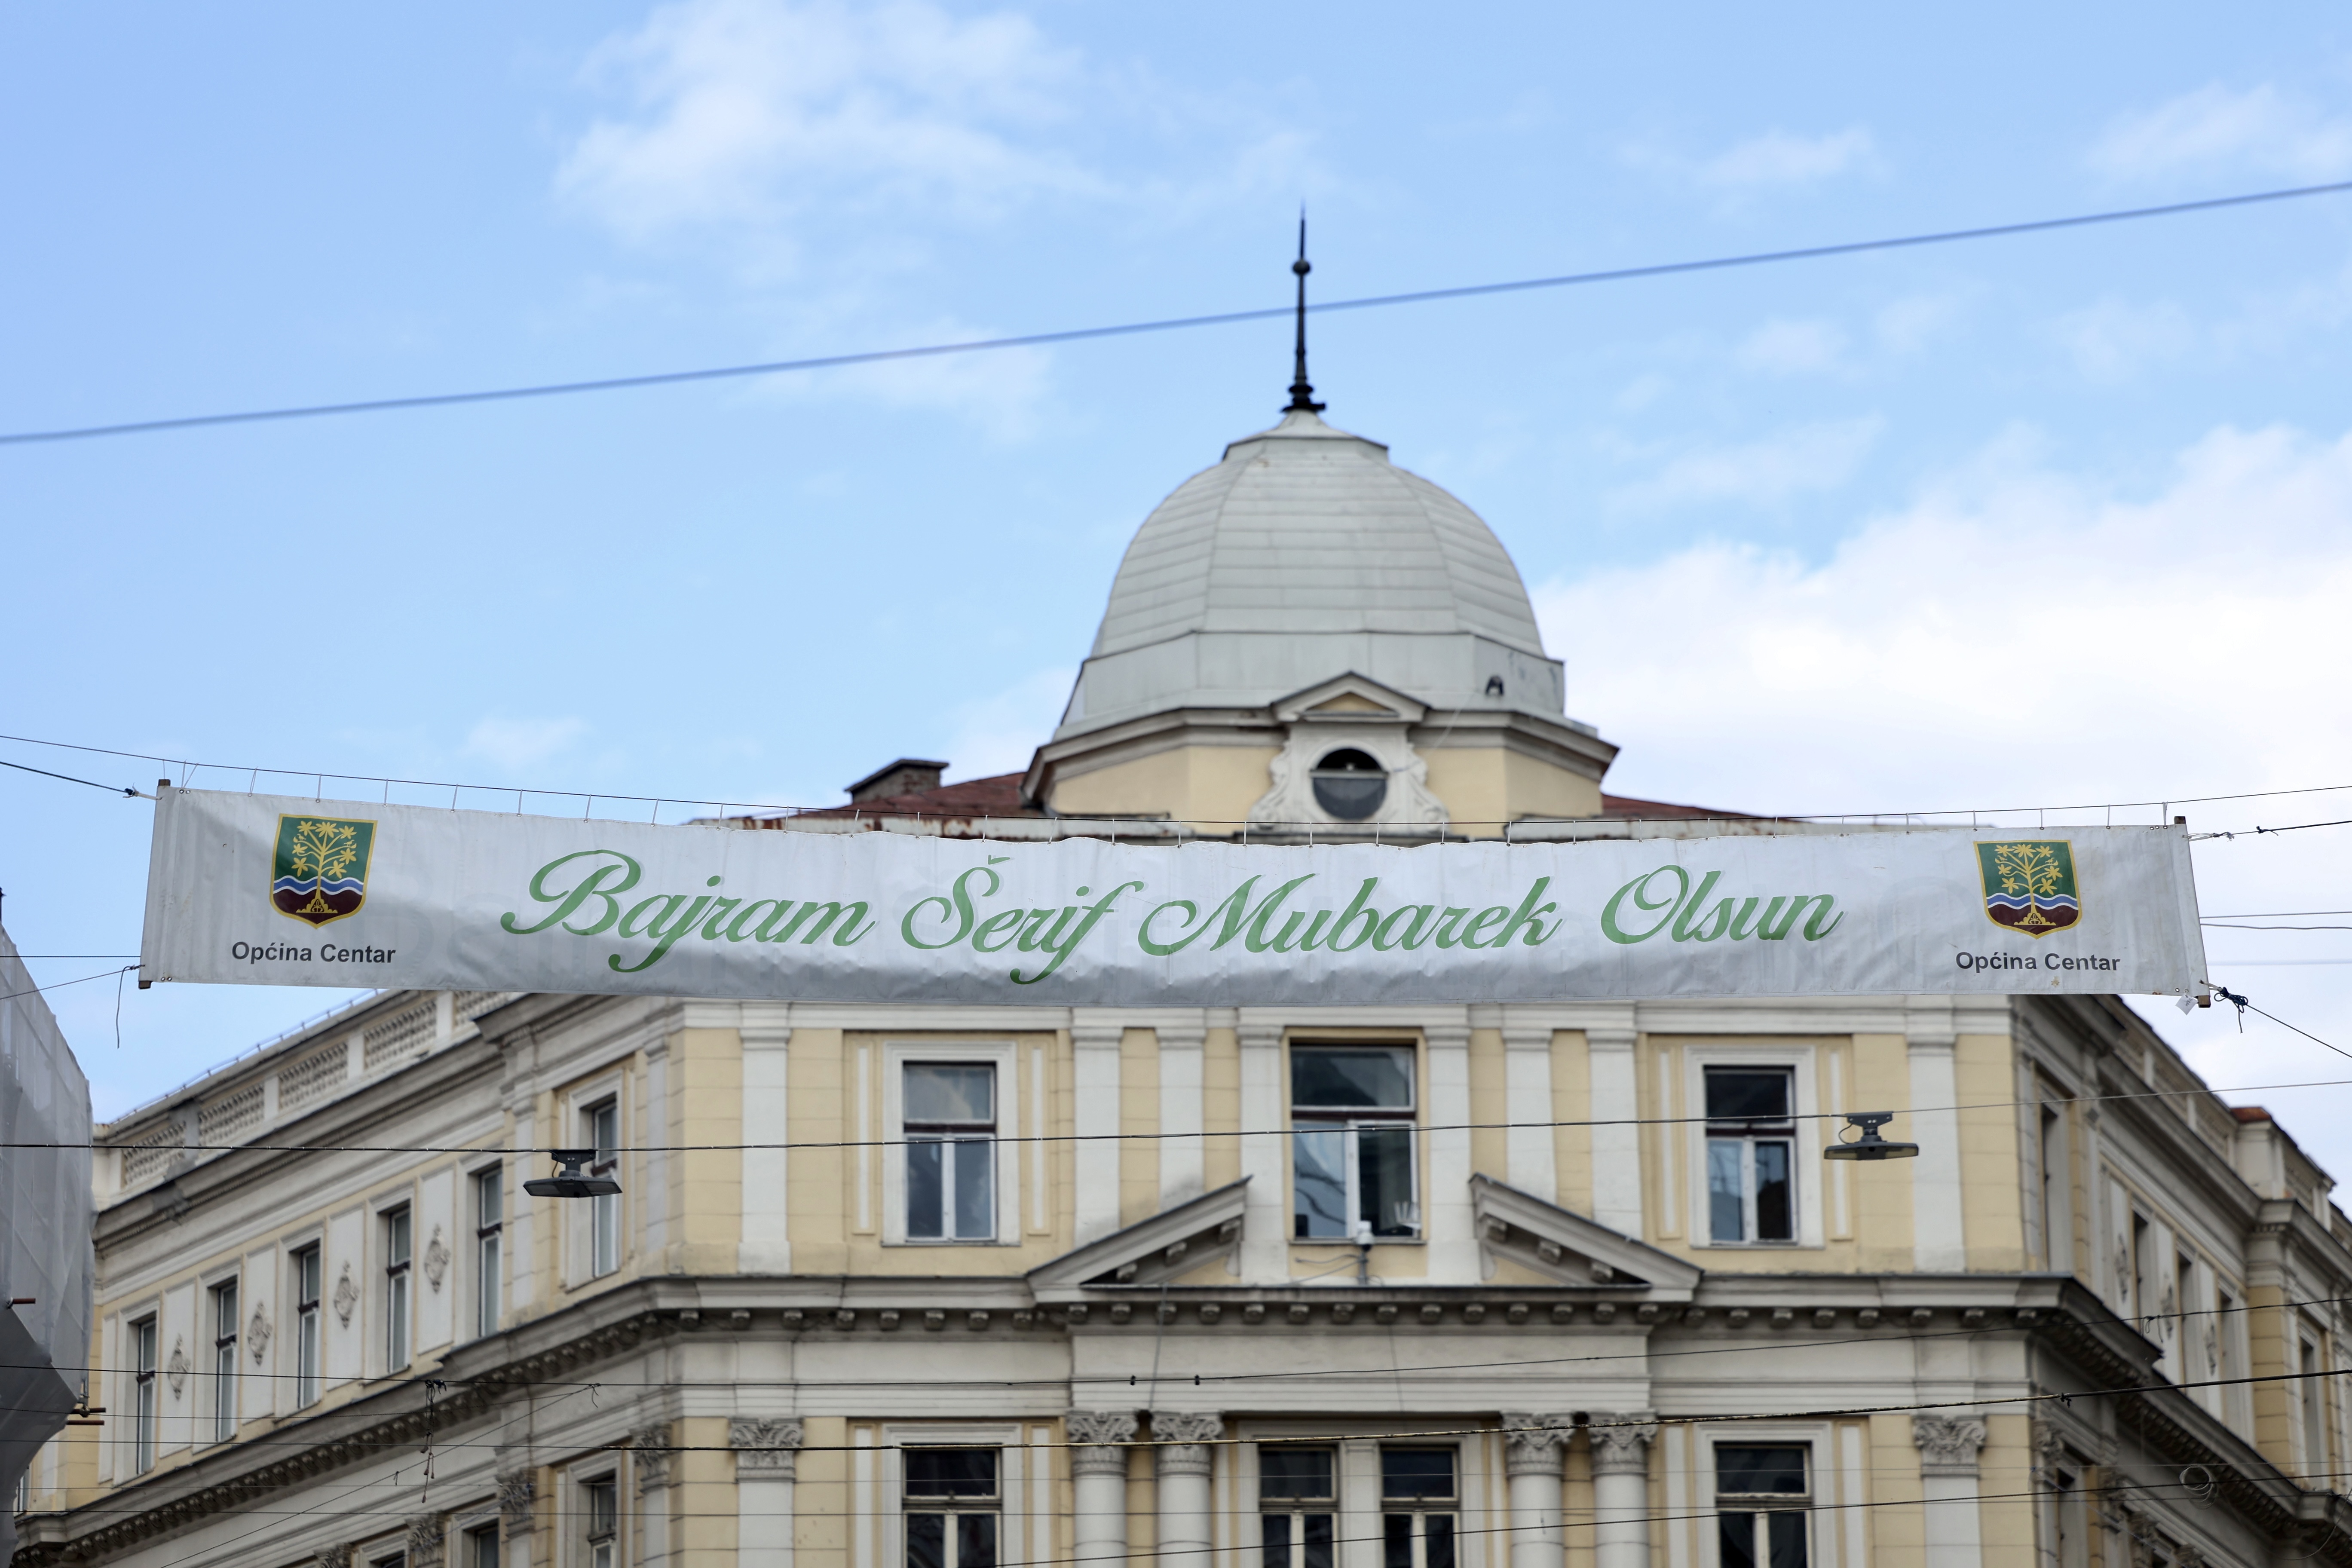 Bajram Šerif Mubarek Olsun
Općina Centar
Općina Centar